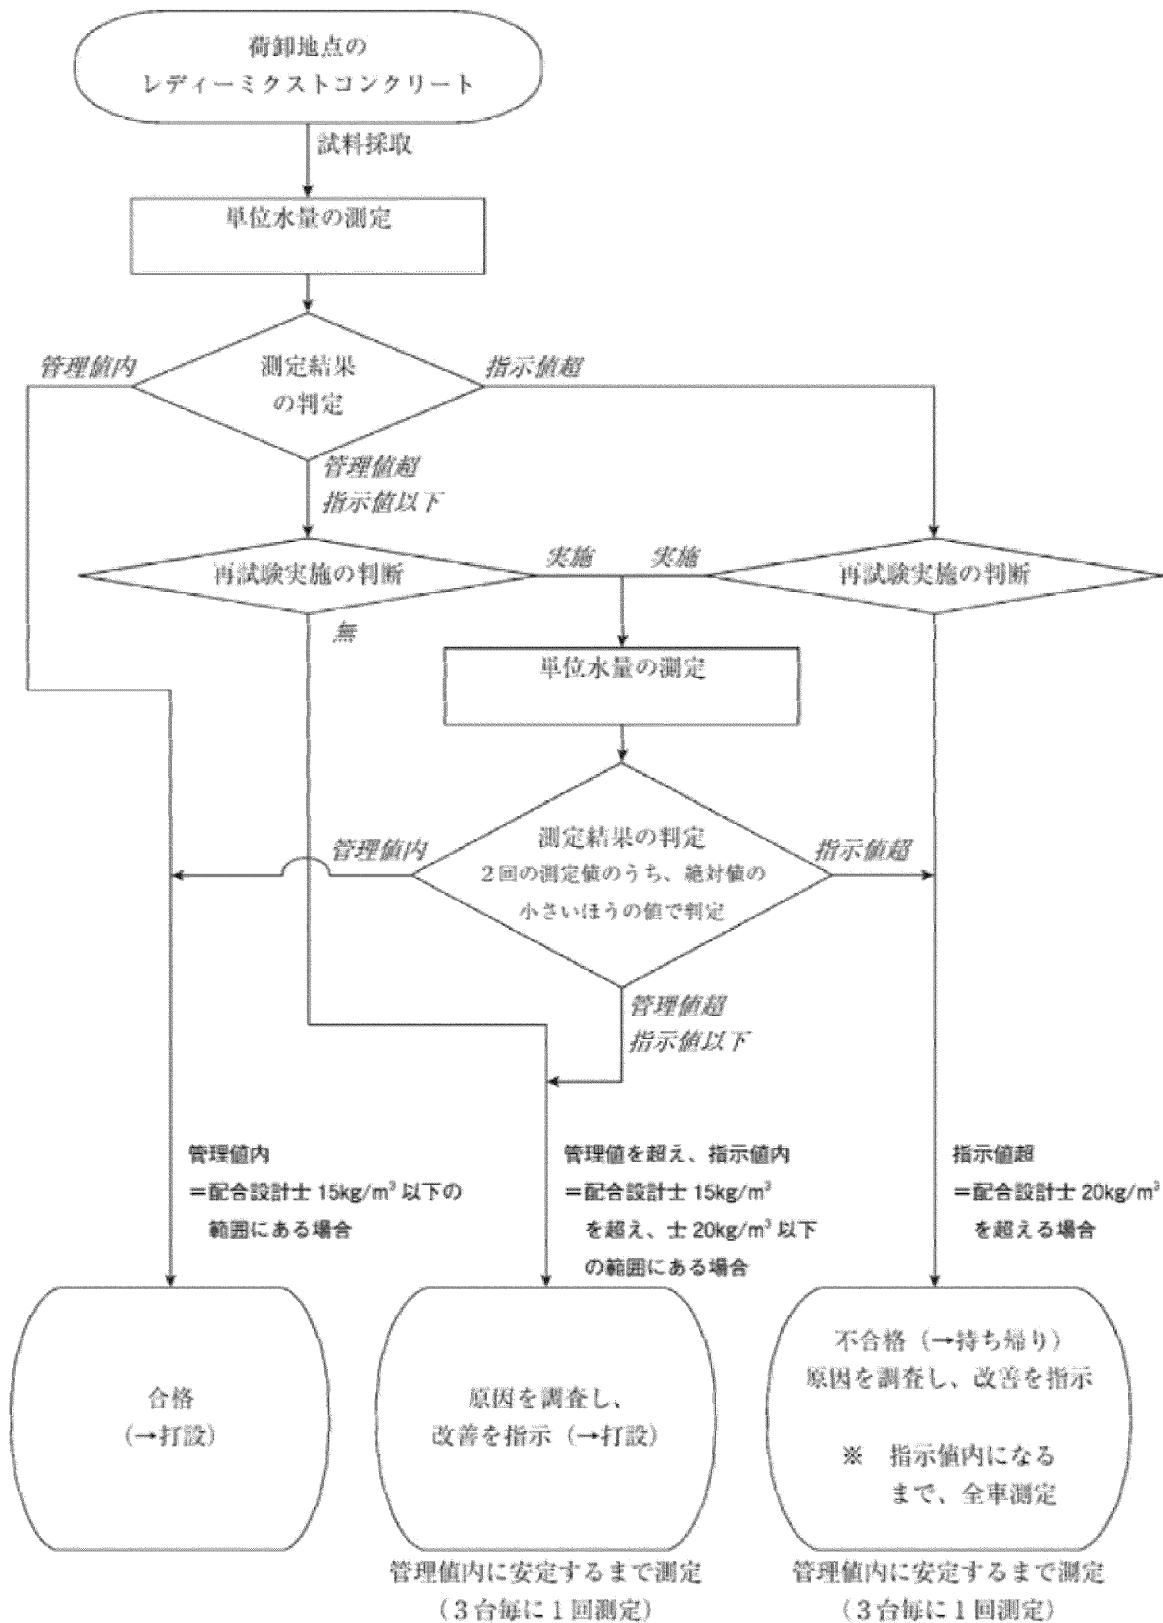 荷卸地点の
レディーミクストコンクリート
試料採取
単位水量の測定
管理値内
測定結果
の判定
指示値超
管理値超
指示値以下
再試験実施の判断
実施
実施
再試験実施の判断
無
単位水量の測定
管理値内
測定結果の判定
2回の測定値のうち、絶対値の
小さいほうの値で判定
指示値超
管理値超
指示値以下
管理値内
＝配合設計士 15kg/m³ 以下の
範囲にある場合
管理値を超え、指示値内
＝配合設計士 15kg/m³
を超え、士 20kg/m³ 以下
の範囲にある場合
指示値超
＝配合設計士 20kg/m³
を超える場合
合格
(→打設)
原因を調査し、
改善を指示（→打設）
不合格（→持ち帰り）
原因を調査し、改善を指示
※　指示値内になる
まで、全車測定
管理値内に安定するまで測定
（3台毎に1回測定）
管理値内に安定するまで測定
（3台毎に1回測定）